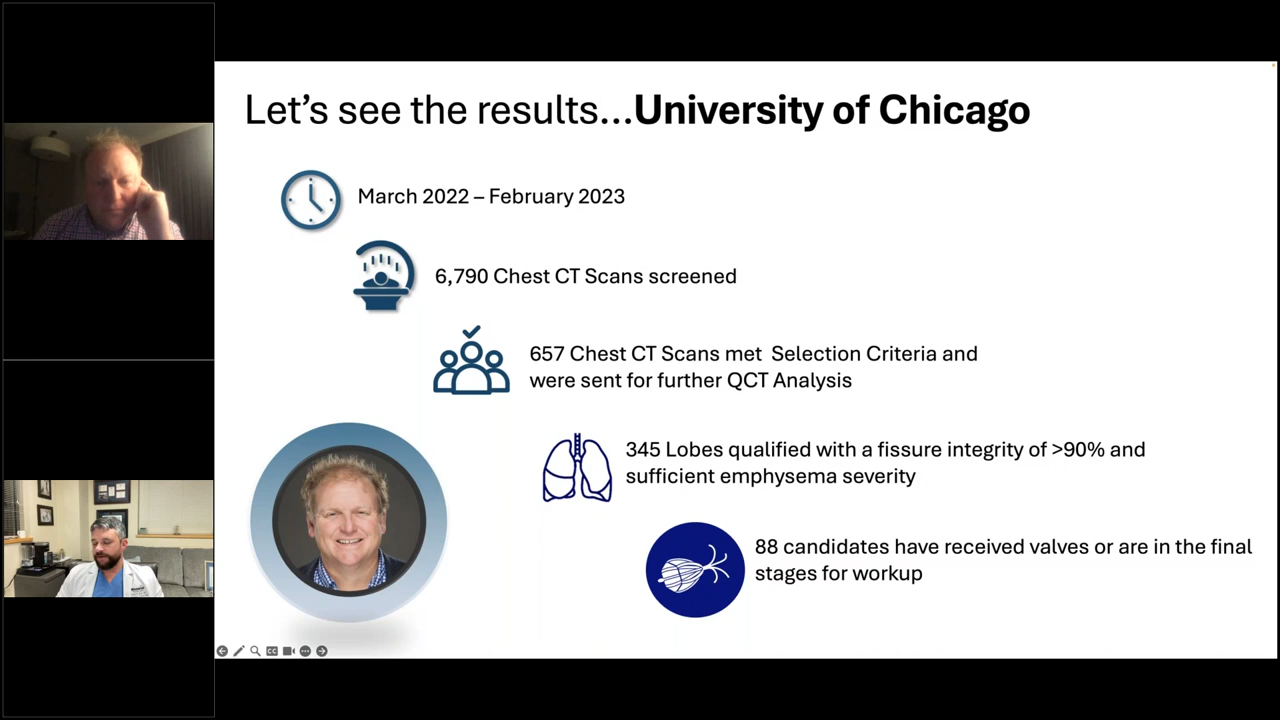 Let's see the results...University of Chicago
March 2022 – February 2023
6,790 Chest CT Scans screened
657 Chest CT Scans met  Selection Criteria and
were sent for further QCT Analysis
345 Lobes qualified with a fissure integrity of >90% and
sufficient emphysema severity
88 candidates have received valves or are in the final
stages for workup